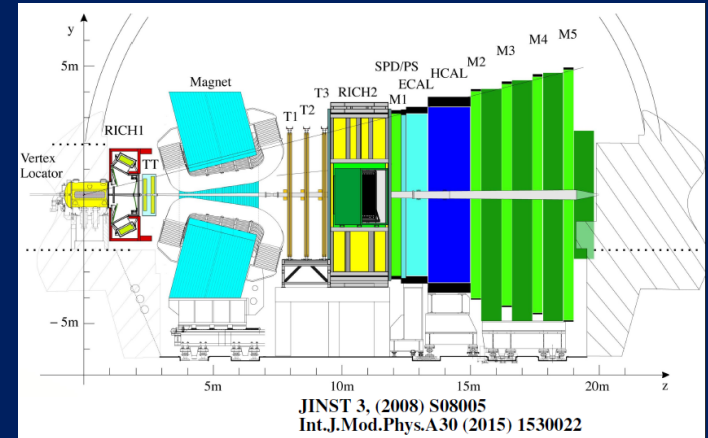 y
5m
Magnet
SPD/PS
ECAL
HCAL
M1
M2
M3
M4
M5
T1
T2
T3
RICH2
RICH1
TT
Vertex
Locator
− 5m
5m
10m
15m
20m
z
JINST 3, (2008) S08005
Int.J.Mod.Phys.A30 (2015) 1530022